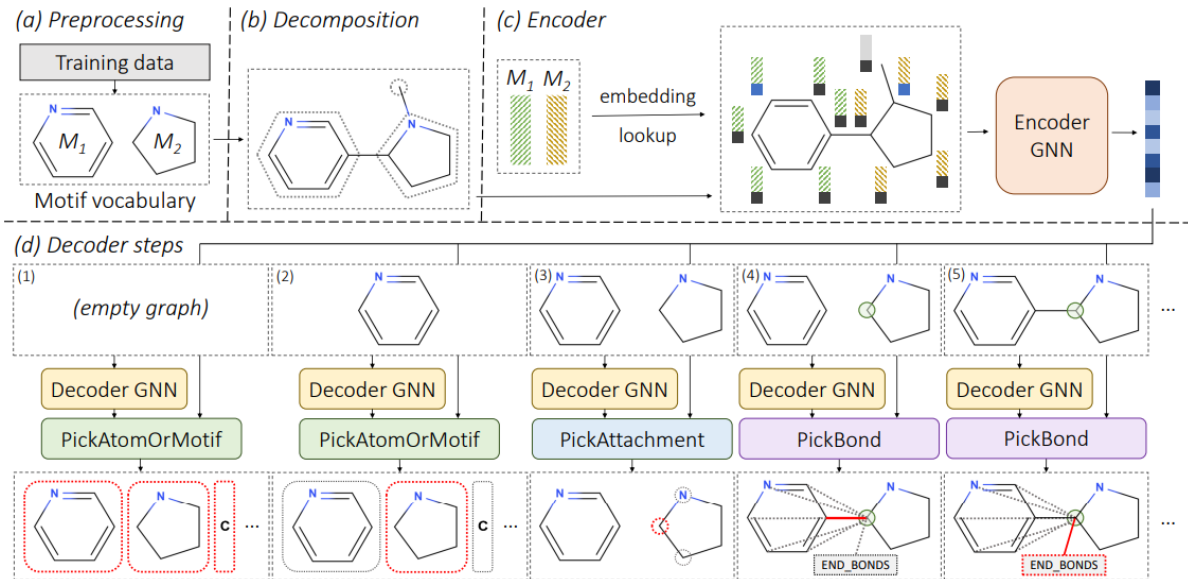 (a) Preprocessing
Training data
N
M1
N
M2
Motif vocabulary
(b) Decomposition
N
N
(c) Encoder
M1 M2
embedding
lookup
Encoder
GNN
(d) Decoder steps
(1)
(empty graph)
(2)
N
(3)
N
N
(4)
N
N
(5)
N
N
...
Decoder GNN
Decoder GNN
Decoder GNN
Decoder GNN
Decoder GNN
PickAtomOrMotif
PickAtomOrMotif
PickAttachment
PickBond
PickBond
N
N
C
...
N
N
C
...
N
N
N
N
END_BONDS
N
N
END_BONDS
...